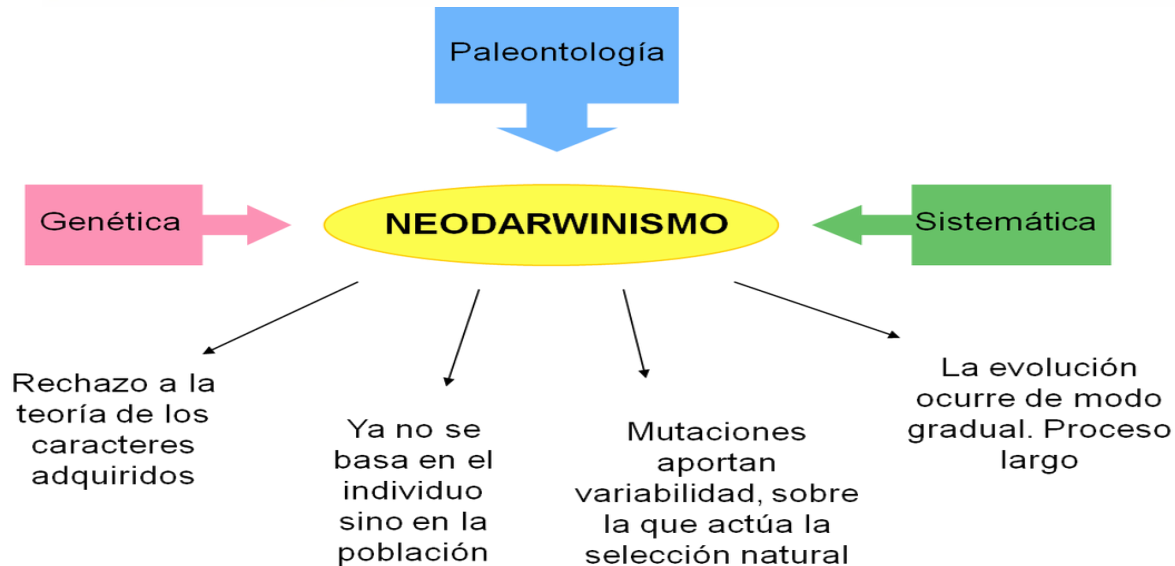 Paleontología
Genética
NEODARWINISMO
Sistemática
Rechazo a la
teoría de los
caracteres
adquiridos
Ya no se
basa en el
individuo
sino en la
población
Mutaciones
aportan
variabilidad, sobre
la que actúa la
selección natural
La evolución
ocurre de modo
gradual. Proceso
largo